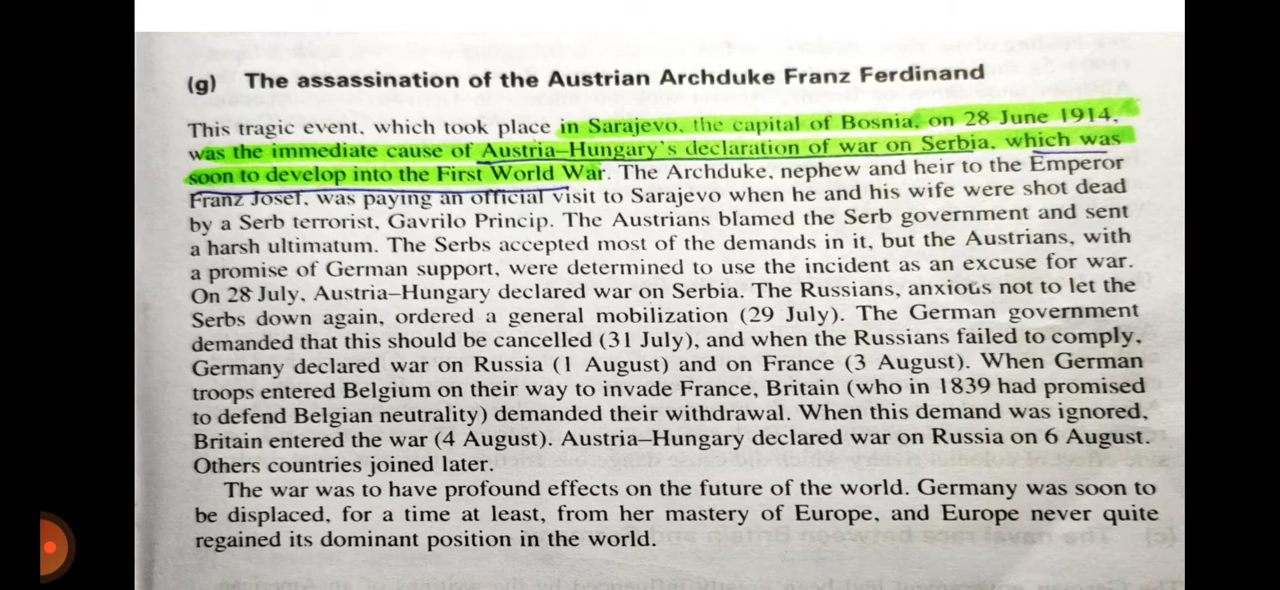 (g) The assassination of the Austrian Archduke Franz Ferdinand
This tragic event, which took place in Sarajevo, the capital of Bosnia, on 28 June 1914,
was the immediate cause of Austria–Hungary's declaration of war on Serbia, which was
soon to develop into the First World War. The Archduke, nephew and heir to the Emperor
Franz Josef, was paying an official visit to Sarajevo when he and his wife were shot dead
by a Serb terrorist, Gavrilo Princip. The Austrians blamed the Serb government and sent
a harsh ultimatum. The Serbs accepted most of the demands in it, but the Austrians, with
a promise of German support, were determined to use the incident as an excuse for war.
On 28 July, Austria–Hungary declared war on Serbia. The Russians, anxious not to let the
Serbs down again, ordered a general mobilization (29 July). The German government
demanded that this should be cancelled (31 July), and when the Russians failed to comply,
Germany declared war on Russia (1 August) and on France (3 August). When German
troops entered Belgium on their way to invade France, Britain (who in 1839 had promised
to defend Belgian neutrality) demanded their withdrawal. When this demand was ignored,
Britain entered the war (4 August). Austria–Hungary declared war on Russia on 6 August.
Others countries joined later.
The war was to have profound effects on the future of the world. Germany was soon to
be displaced, for a time at least, from her mastery of Europe, and Europe never quite
regained its dominant position in the world.